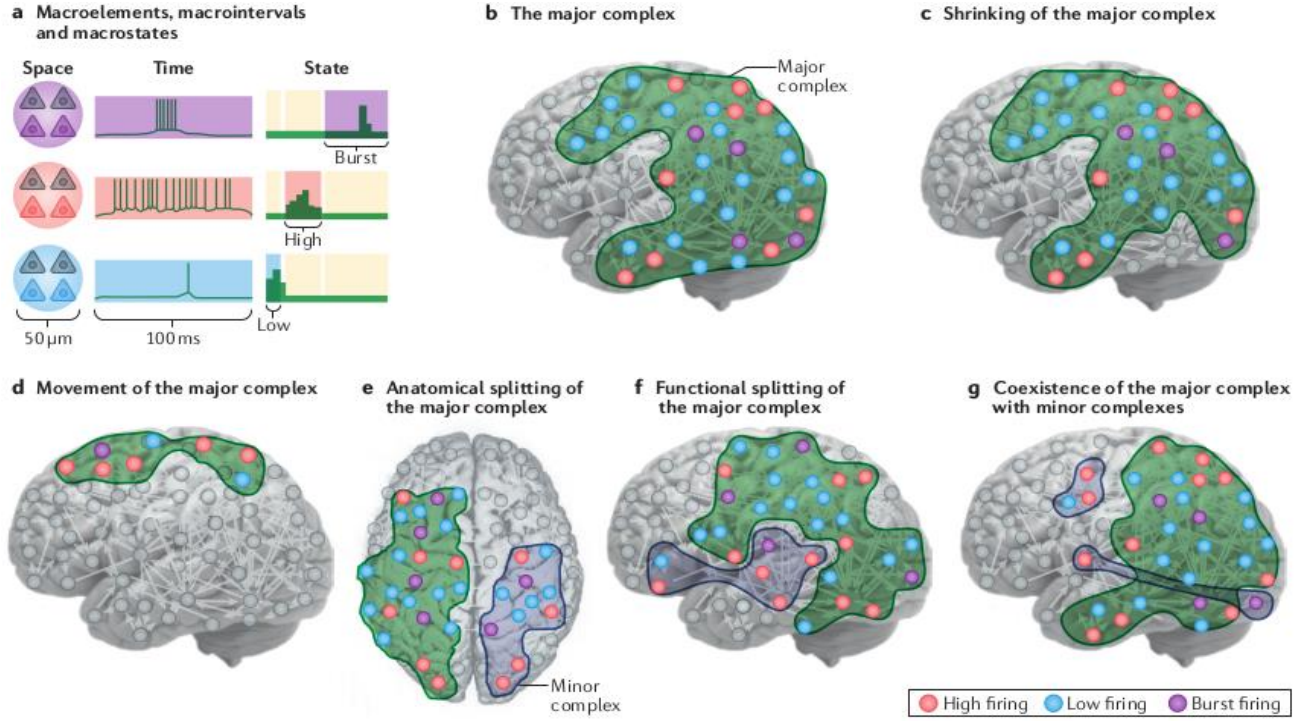 a Macroelements, macrointervals
and macrostates
Space
Time
State
Burst
High
Low
50 µm
100 ms
b The major complex
Major
complex
c Shrinking of the major complex
d Movement of the major complex
e Anatomical splitting of
the major complex
Minor
complex
f Functional splitting of
the major complex
g Coexistence of the major complex
with minor complexes
High firing Low firing Burst firing